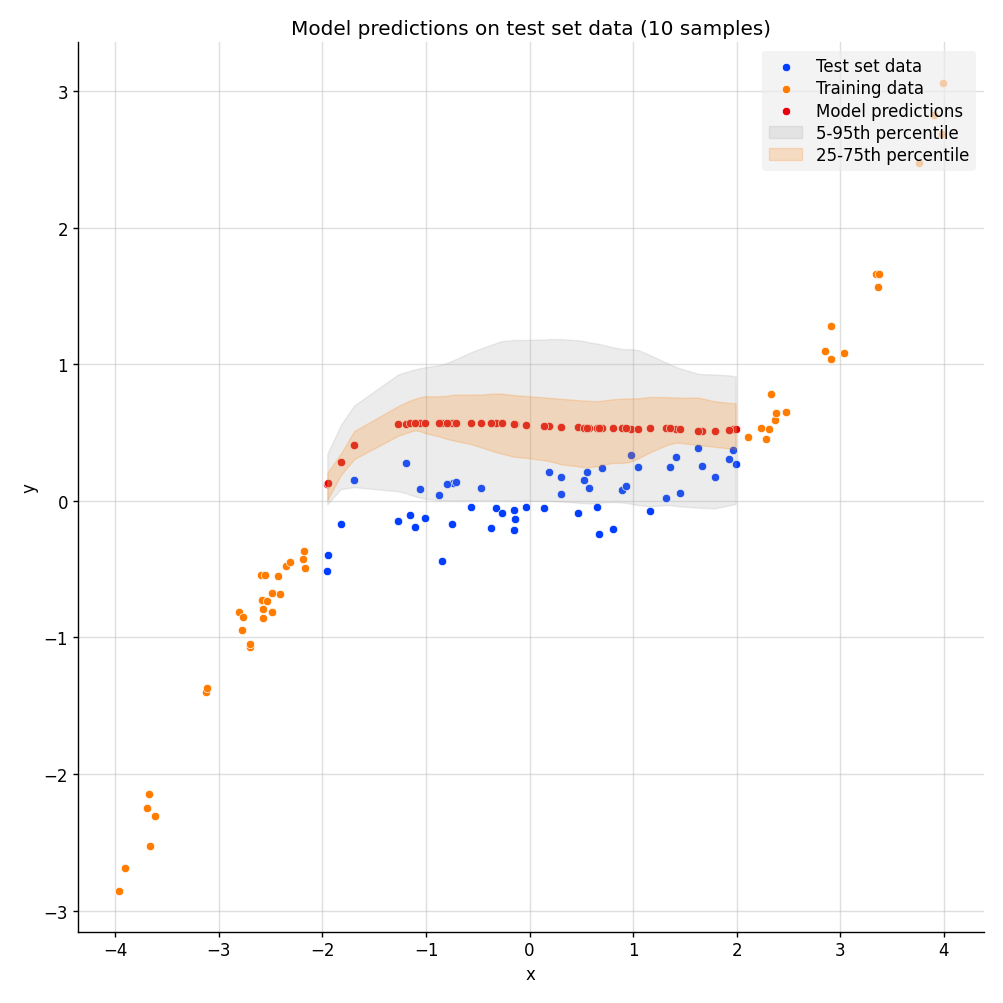 Model predictions on test set data (10 samples)
Test set data
Training data
Model predictions
5-95th percentile
25-75th percentile
3
2
1
0
−1
−2
−3
y
−4 −3 −2 −1 0 1 2 3 4
x